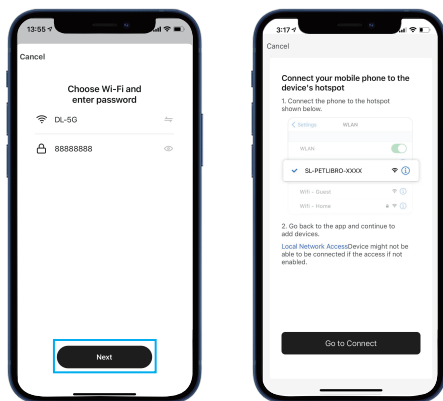 13:55
Cancel
Choose Wi-Fi and
enter password
DL-5G
88888888
Next
3:17
Cancel
Connect your mobile phone to the
device's hotspot
1. Connect the phone to the hotspot
shown below.
Settings WLAN
WLAN
SL-PETLIBRO-XXXX
Wifi - Guest
Wifi - Home
2. Go back to the app and continue to
add devices.
Local Network AccessDevice might not be
able to be connected if the access if not
enabled.
Go to Connect